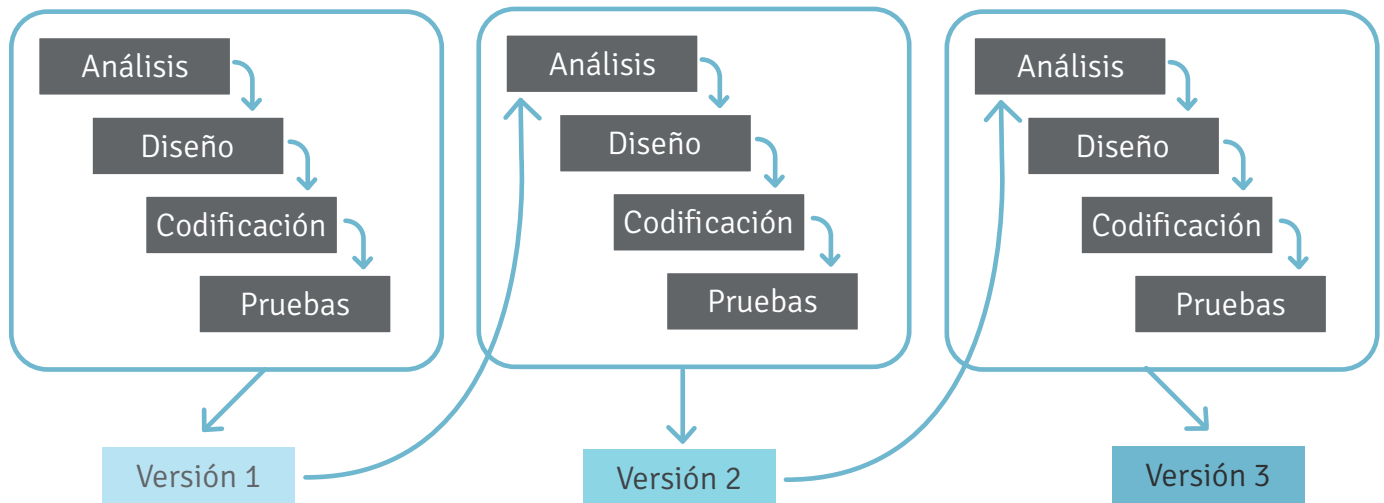 Análisis
Diseño
Codificación
Pruebas
Versión 1
Análisis
Diseño
Codificación
Pruebas
Versión 2
Análisis
Diseño
Codificación
Pruebas
Versión 3